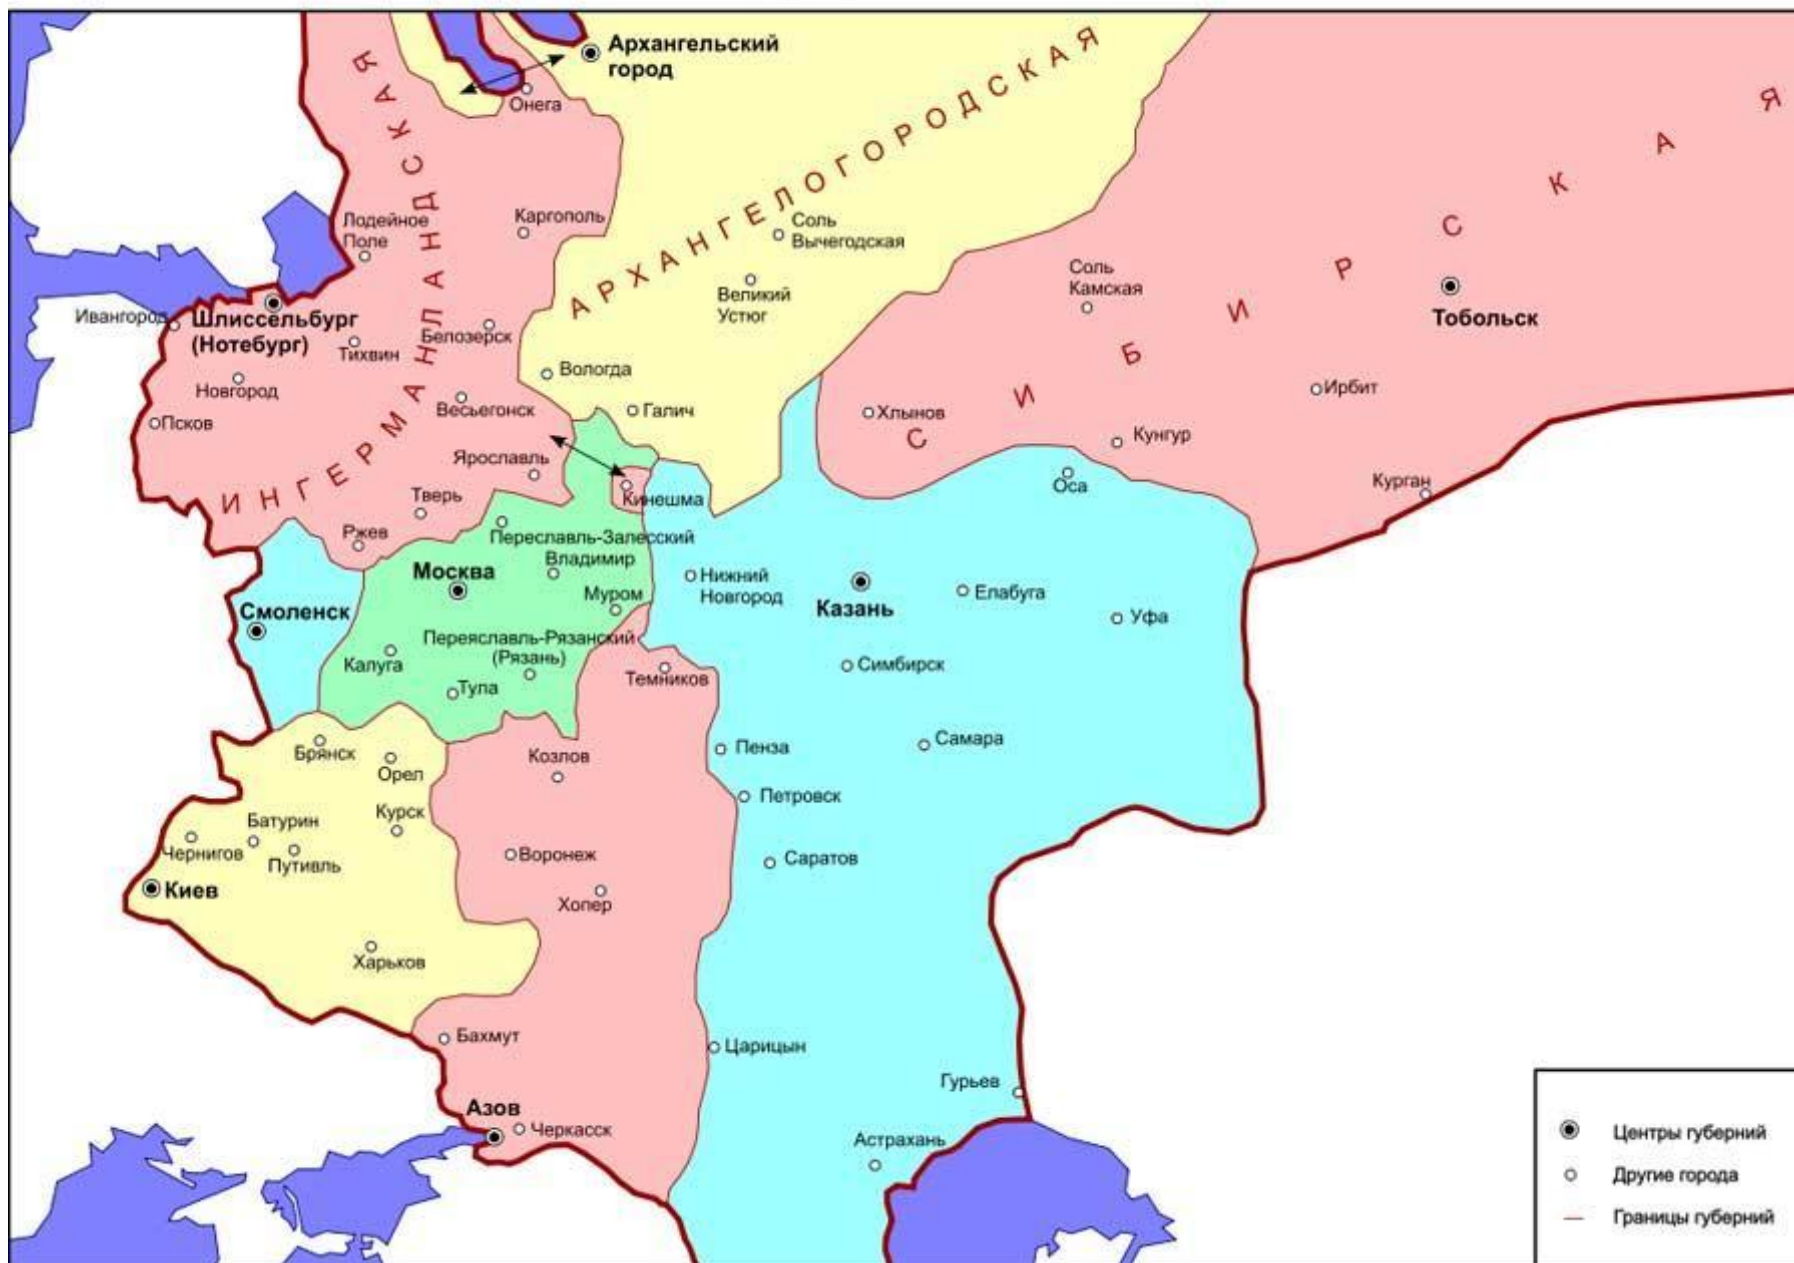 Архангельский
город
Онега
ИНГЕРМАНЛАНДСКАЯ
АРХАНГЕЛОГОРОДСКАЯ
СИБИРСКАЯ
Лодейное
Поле
Каргополь
Соль
Вычегодская
Великий
Устюг
Соль
Камская
Тобольск
Ивангород
Шлиссельбург
(Нотебург)
Тихвин
Белозерск
Новгород
Псков
Весьегонск
Вологда
Галич
Хлынов
Ирбит
Кунгур
Курган
Оса
Ярославль
Кинешма
Тверь
Ржев
Переславль-Залесский
Владимир
Москва
Муром
Смоленск
Нижний
Новгород
Казань
Елабуга
Уфа
Переяславль-Рязанский
(Рязань)
Калуга
Тула
Темников
Симбирск
Брянск
Орел
Козлов
Пенза
Самара
Петровск
Курск
Батурин
Чернигов
Путивль
Воронеж
Саратов
Киев
Хопер
Харьков
Бахмут
Царицын
Гурьев
Азов
Черкасск
Астрахань
Центры губерний
Другие города
Границы губерний